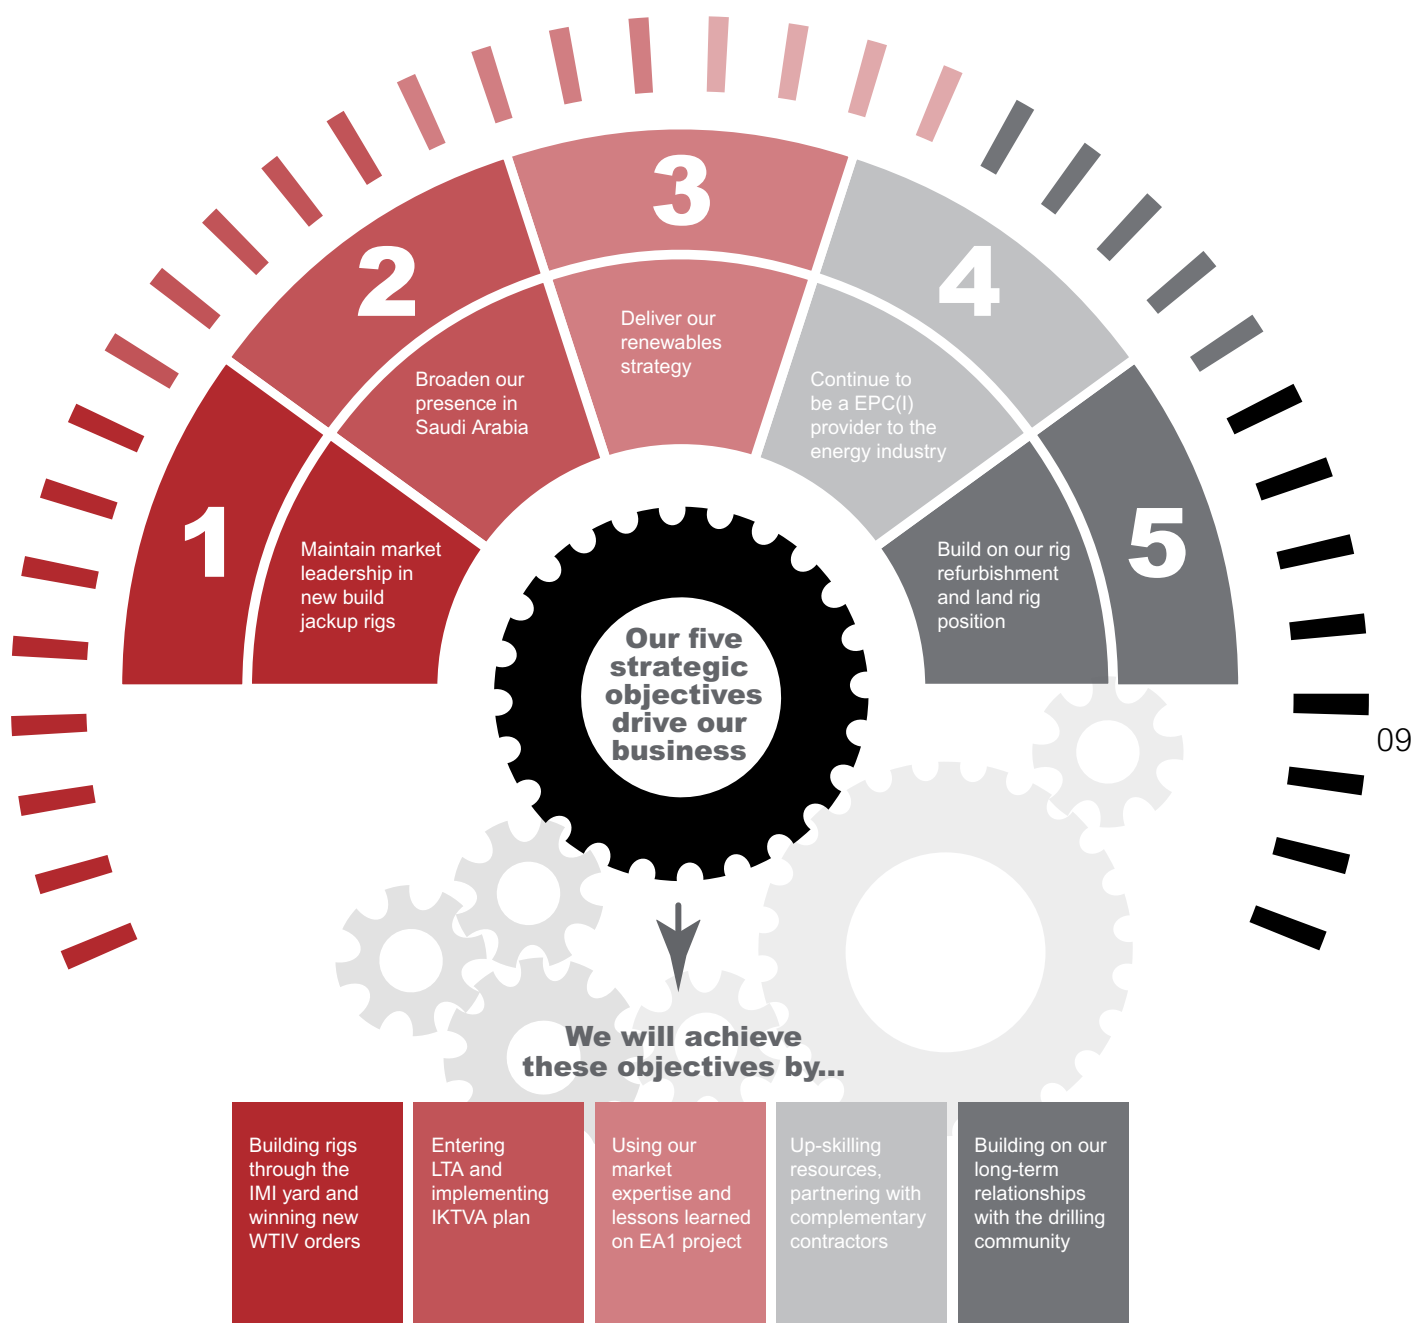 1
Maintain market
leadership in
new build
jackup rigs
2
Broaden our
presence in
Saudi Arabia
3
Deliver our
renewables
strategy
4
Continue to
be a EPC(I)
provider to the
energy industry
5
Build on our rig
refurbishment
and land rig
position
Our five
strategic
objectives
drive our
business
09
We will achieve
these objectives by...
Building rigs
through the
IMI yard and
winning new
WTIV orders
Entering
LTA and
implementing
IKTVA plan
Using our
market
expertise and
lessons learned
on EA1 project
Up-skilling
resources,
partnering with
complementary
contractors
Building on our
long-term
relationships
with the drilling
community